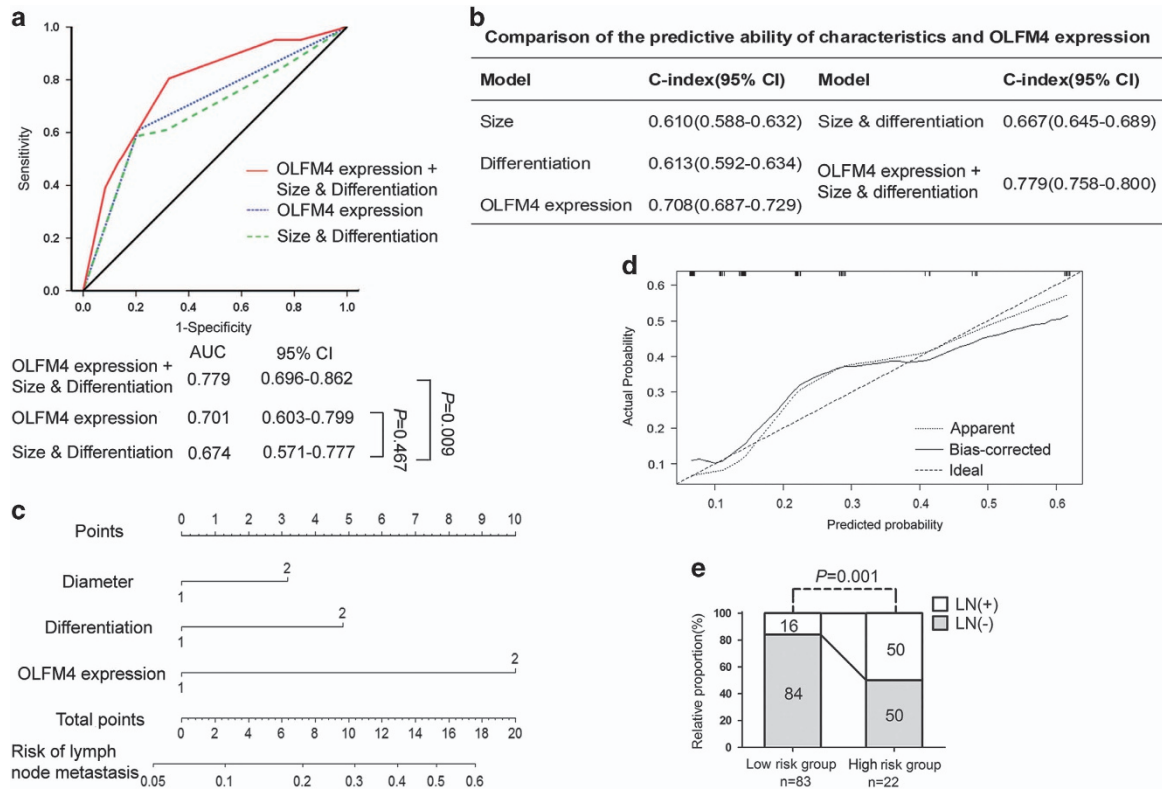 a
1.0
0.8
0.6
0.4
0.2
0.0
Sensitivity
0.0 0.2 0.4 0.6 0.8 1.0
1-Specificity
OLFM4 expression +
Size & Differentiation
OLFM4 expression
Size & Differentiation
AUC 95% CI
OLFM4 expression +
Size & Differentiation 0.779 0.696-0.862
OLFM4 expression 0.701 0.603-0.799
Size & Differentiation 0.674 0.571-0.777
P=0.467
P=0.009
b
Comparison of the predictive ability of characteristics and OLFM4 expression
Model C-index(95% CI) Model C-index(95% CI)
Size 0.610(0.588-0.632) Size & differentiation 0.667(0.645-0.689)
Differentiation 0.613(0.592-0.634)
OLFM4 expression +
Size & differentiation 0.779(0.758-0.800)
OLFM4 expression 0.708(0.687-0.729)
c
Points
0 1 2 3 4 5 6 7 8 9 10
Diameter
1 2
Differentiation
1 2
OLFM4 expression
1 2
Total points
0 2 4 6 8 10 12 14 16 18 20
Risk of lymph
node metastasis
0.05 0.1 0.2 0.3 0.4 0.5 0.6
d
0.6
0.5
0.4
0.3
0.2
0.1
Actual Probability
Apparent
Bias-corrected
Ideal
0.1 0.2 0.3 0.4 0.5 0.6
Predicted probability
e
P=0.001
LN(+)
LN(-)
100
80
60
40
20
0
Relative proportion(%)
16
84
50
50
Low risk group
n=83
High risk group
n=22